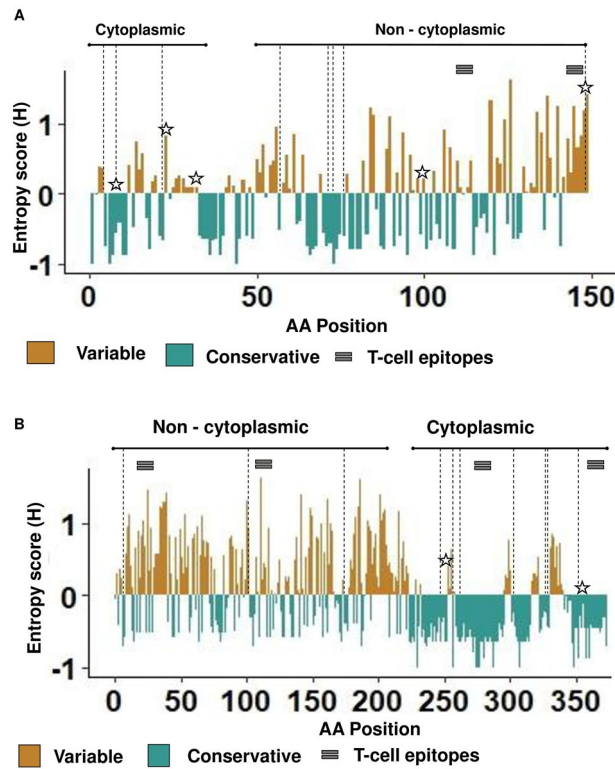 A
Cytoplasmic
Non - cytoplasmic
Entropy score (H)
1
0
-1
0 50 100 150
AA Position
Variable Conservative T-cell epitopes
B
Non - cytoplasmic
Cytoplasmic
Entropy score (H)
1
0
-1
0 50 100 150 200 250 300 350
AA Position
Variable Conservative T-cell epitopes